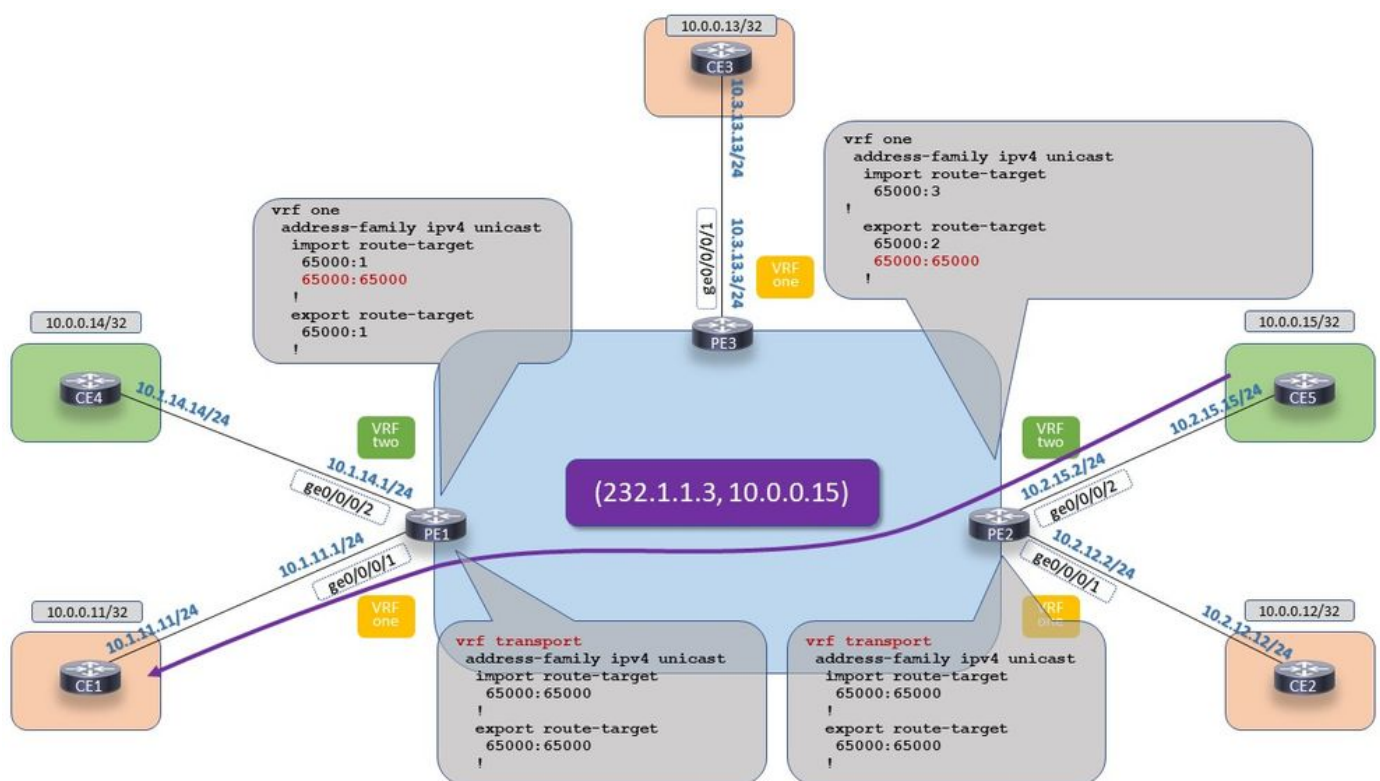 10.0.0.13/32
CE3
10.3.13.13/24
vrf one
address-family ipv4 unicast
import route-target
65000:3
!
export route-target
65000:2
65000:65000
!
vrf one
address-family ipv4 unicast
import route-target
65000:1
65000:65000
!
export route-target
65000:1
!
ge0/0/0/1
10.3.13.3/24
VRF
one
PE3
10.0.0.14/32
CE4
10.1.14.14/24
VRF
two
10.1.14.1/24
ge0/0/0/2
10.0.0.15/32
CE5
10.2.15.15/24
VRF
two
10.2.15.2/24
ge0/0/0/2
(232.1.1.3, 10.0.0.15)
PE1
PE2
10.1.11.1/24
ge0/0/0/1
VRF
one
10.0.0.11/32
10.1.11.11/24
CE1
10.2.12.2/24
ge0/0/0/1
VRF
one
10.0.0.12/32
10.2.12.12/24
CE2
vrf transport
address-family ipv4 unicast
import route-target
65000:65000
!
export route-target
65000:65000
!
vrf transport
address-family ipv4 unicast
import route-target
65000:65000
!
export route-target
65000:65000
!